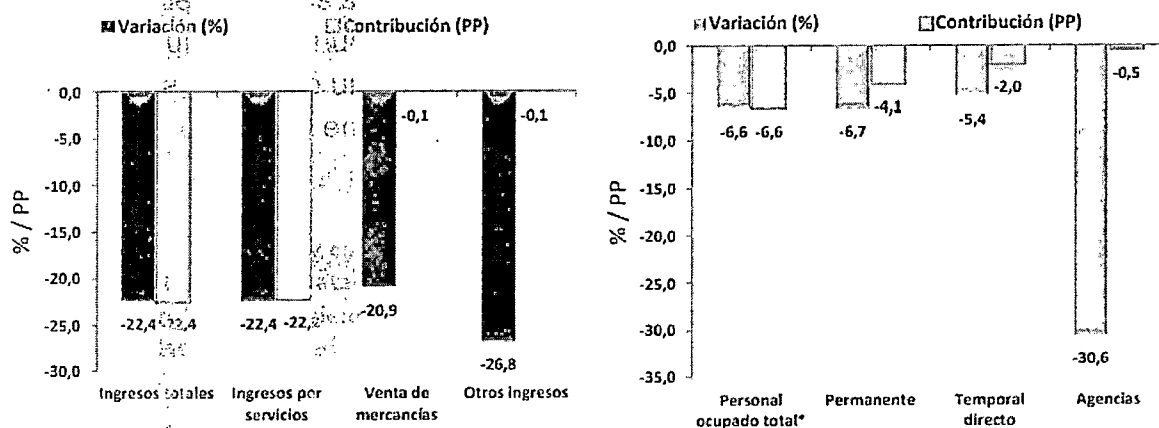 Variación (%) Contribución (PP)
0,0
-5,0
-10,0
-15,0
-20,0
-25,0
-30,0
% / PP
-22,4 -22,4
-22,4
-20,9 -0,1
-26,8 -0,1
Ingresos totales
Ingresos por
servicios
Venta de
mercancías
Otros ingresos
Variación (%) Contribución (PP)
0,0
-5,0
-10,0
-15,0
-20,0
-25,0
-30,0
-35,0
% / PP
-6,6 -6,6
-6,7 -4,1
-5,4 -2,0
-30,6 -0,5
Personal
ocupado total*
Permanente
Temporal
directo
Agencias